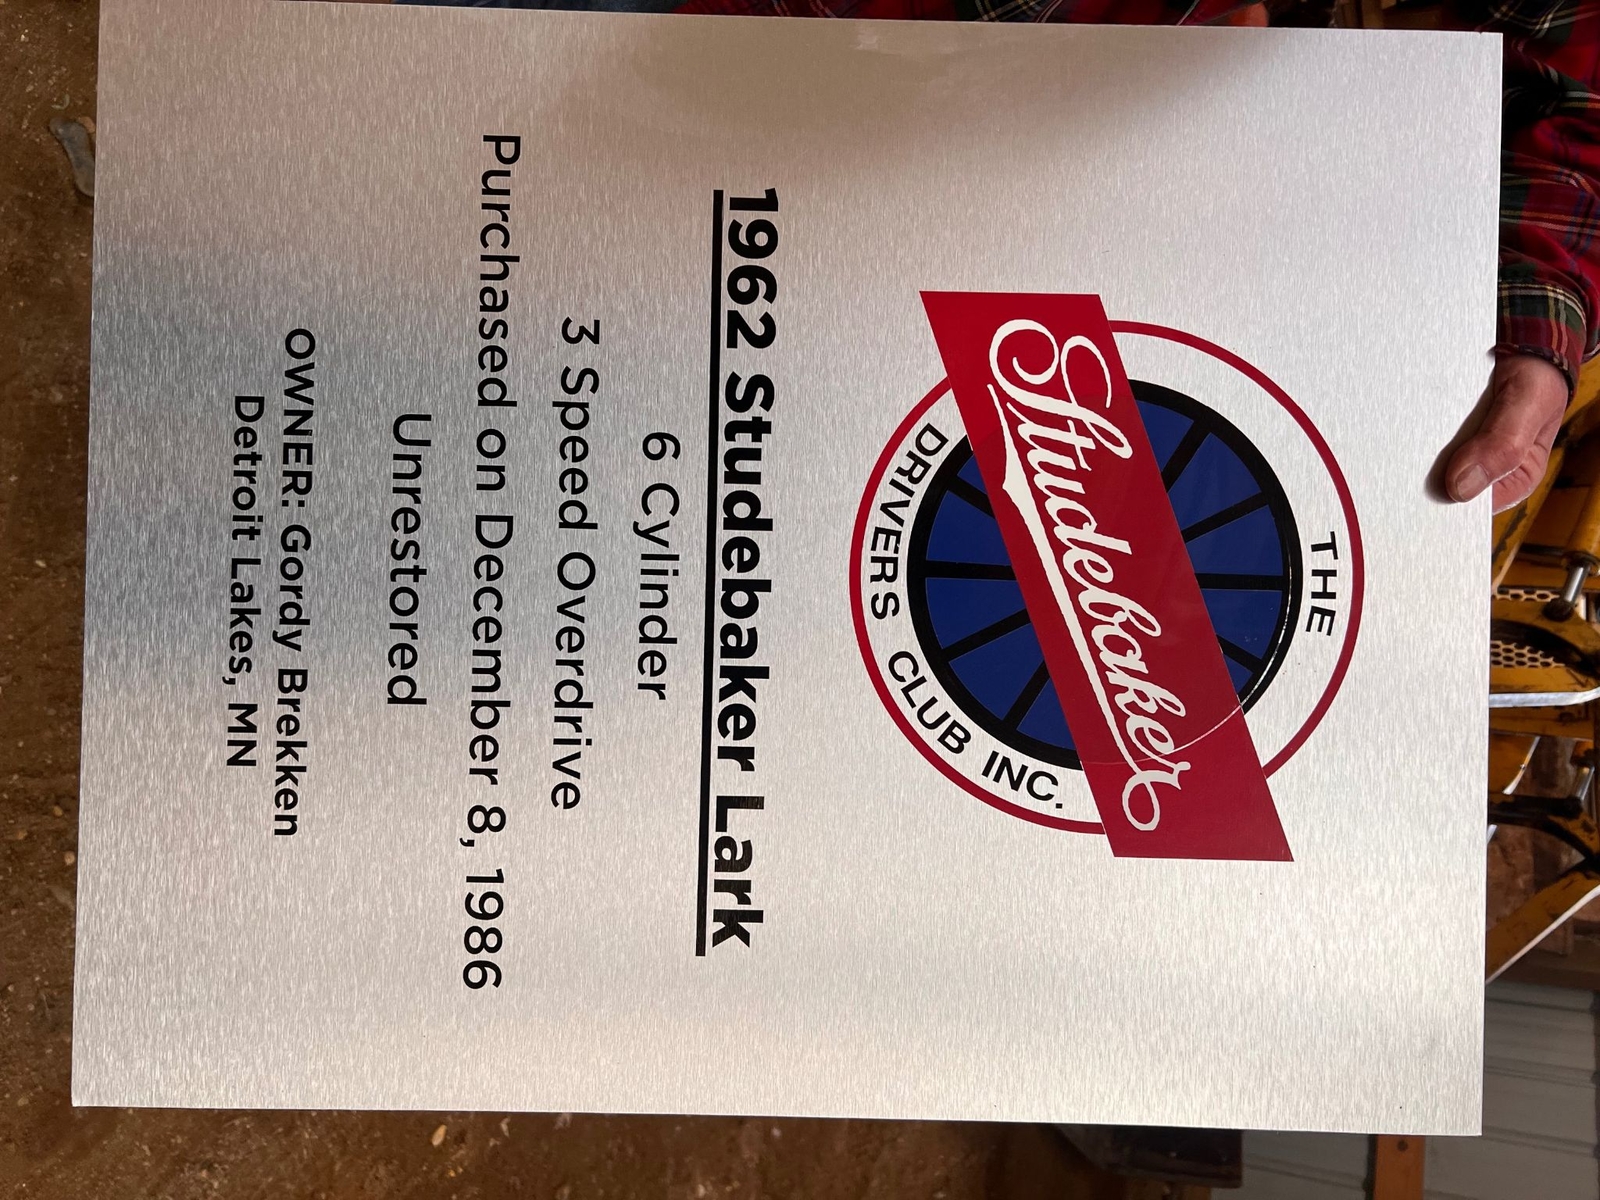 THE
Studebaker
DRIVERS CLUB INC.
1962 Studebaker Lark
6 Cylinder
3 Speed Overdrive
Purchased on December 8, 1986
Unrestored
OWNER: Gordy Brekken
Detroit Lakes, MN